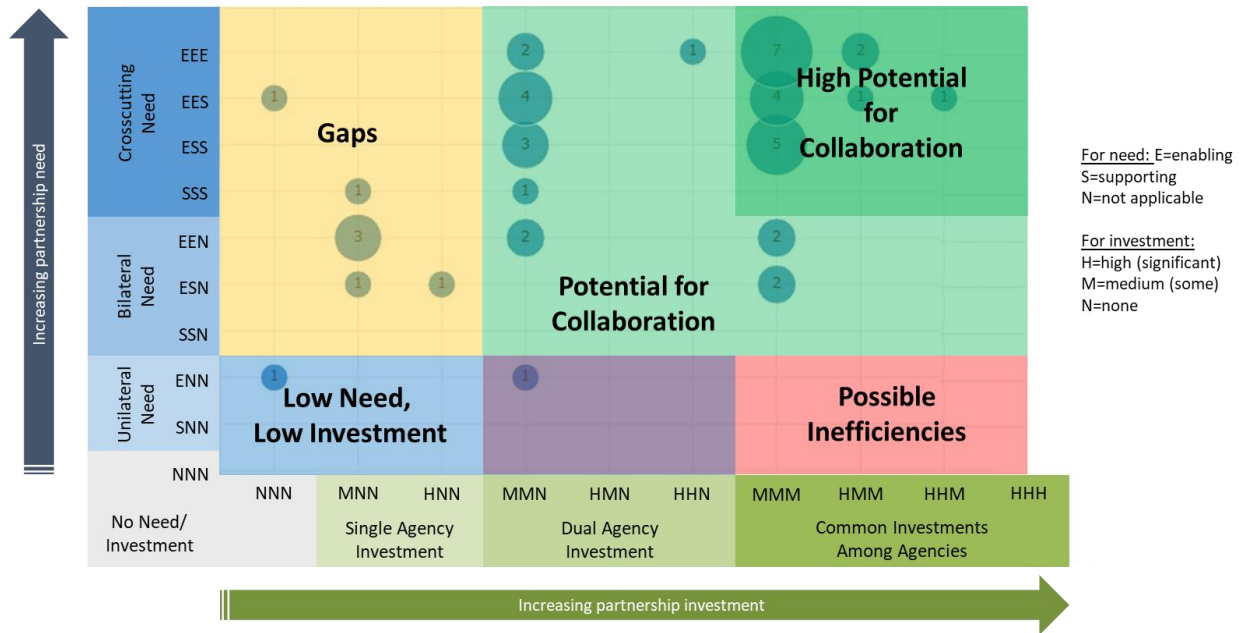 Increasing partnership need
Crosscutting
Need
Bilateral
Need
Unilateral
Need
EEE
EES
ESS
SSS
EEN
ESN
SSN
ENN
SNN
NNN
2
1
7
2
1
4
4
1
1
3
5
1
1
3
2
2
1
1
2
1
1
Gaps
High Potential
for
Collaboration
Potential for
Collaboration
Low Need,
Low Investment
Possible
Inefficiencies
For need: E=enabling
S=supporting
N=not applicable
For investment:
H=high (significant)
M=medium (some)
N=none
NNN
MNN
HNN
MMN
HMN
HHN
MMM
HMM
HHM
HHH
No Need/
Investment
Single Agency
Investment
Dual Agency
Investment
Common Investments
Among Agencies
Increasing partnership investment